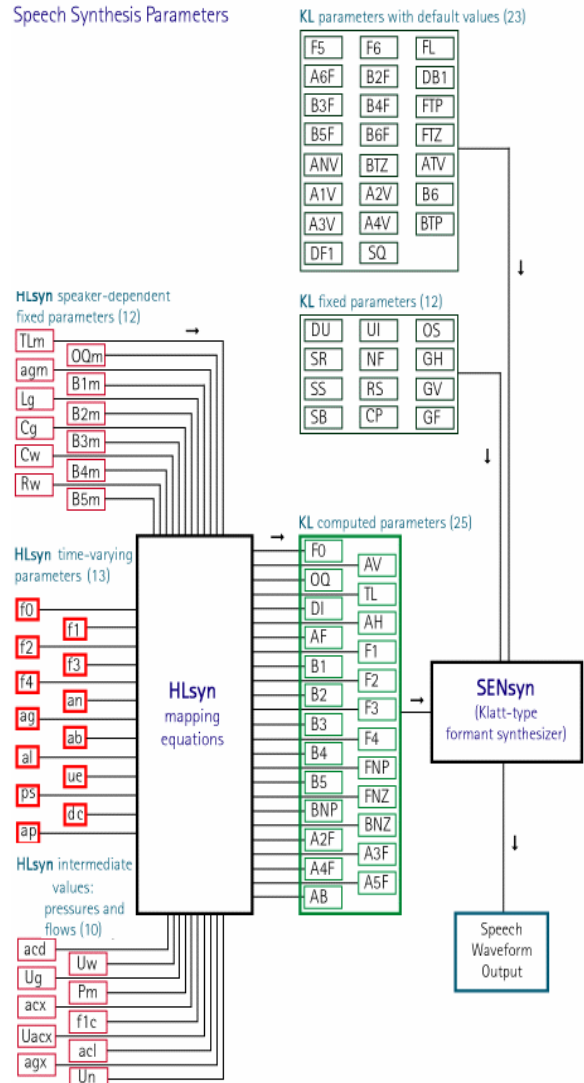 Speech Synthesis Parameters
KL parameters with default values (23)
F5 F6 FL
A6F B2F DB1
B3F B4F FTP
B5F B6F FTZ
ANV BTZ ATV
A1V A2V B6
A3V A4V BTP
DF1 SQ
HLsyn speaker-dependent
fixed parameters (12)
TLm
OQm
agm
B1m
Lg
B2m
Cg
B3m
Cw
B4m
Rw
B5m
KL fixed parameters (12)
DU UI OS
SR NF GH
SS RS GV
SB CP GF
HLsyn time-varying
parameters (13)
f0
f1
f2
f3
f4
an
ag
ab
al
ue
ps
dc
ap
HLsyn
mapping
equations
KL computed parameters (25)
F0
AV
OQ
TL
DI
AH
AF
F1
B1
F2
B2
F3
B3
F4
B4
FNP
B5
FNZ
BNP
BNZ
A2F
A3F
A4F
A5F
AB
SENsyn
(Klatt-type
formant synthesizer)
Speech
Waveform
Output
HLsyn intermediate
values:
pressures and
flows (10)
acd
Uw
Ug
Pm
acx
f1c
Uacx
acl
agx
Un